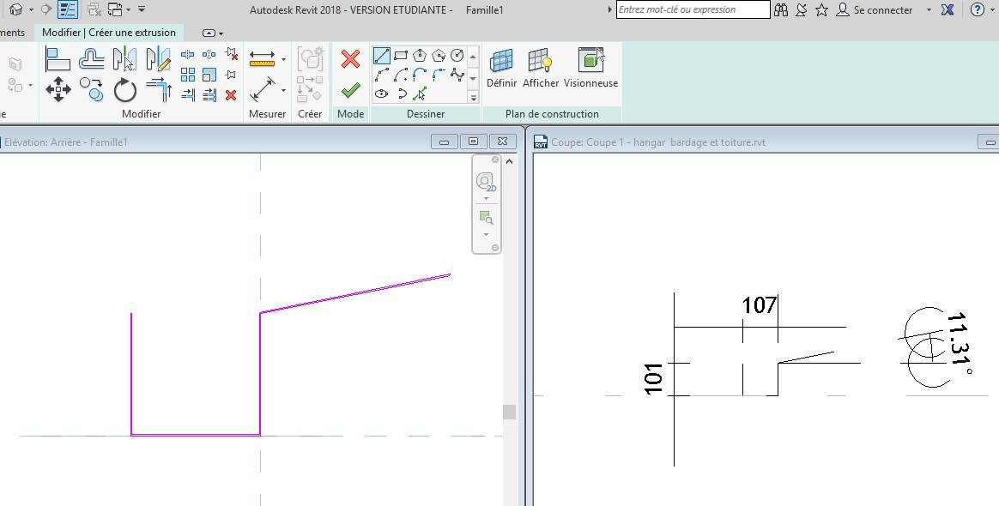 Autodesk Revit 2018 - VERSION ETUDIANTE - Famille1
Entrez mot-clé ou expression
Se connecter
ments
Modifier | Créer une extrusion
Définir Afficher Visionneuse
ie
Modifier
Mesurer
Créer
Mode
Dessiner
Plan de construction
Elévation: Arrière - Famille1
RVT
Coupe: Coupe 1 - hangar bardage et toiture.rvt
2D
107
101
11.31°